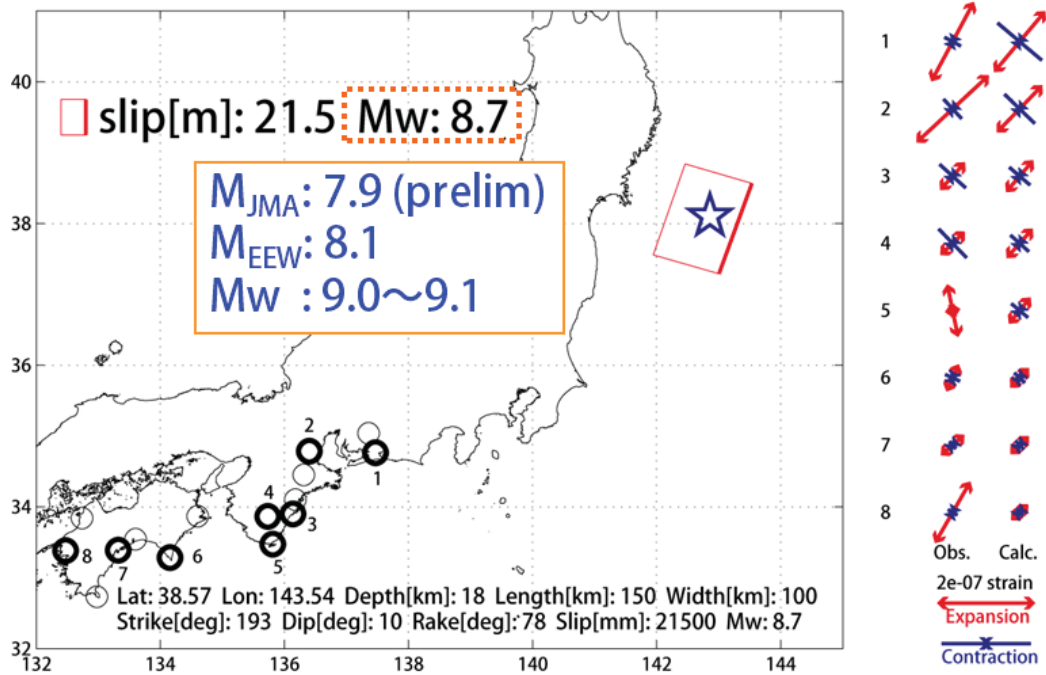 40
38
36
34
32
132
134
136
138
140
142
144
slip[m]: 21.5 Mw: 8.7
MJMA: 7.9 (prelim)
MEEW: 8.1
Mw : 9.0～9.1
2
1
4
3
5
6
7
8
Lat: 38.57 Lon: 143.54 Depth[km]: 18 Length[km]: 150 Width[km]: 100
Strike[deg]: 193 Dip[deg]: 10 Rake[deg]: 78 Slip[mm]: 21500 Mw: 8.7
1
2
3
4
5
6
7
8
Obs. Calc.
2e-07 strain
Expansion
Contraction